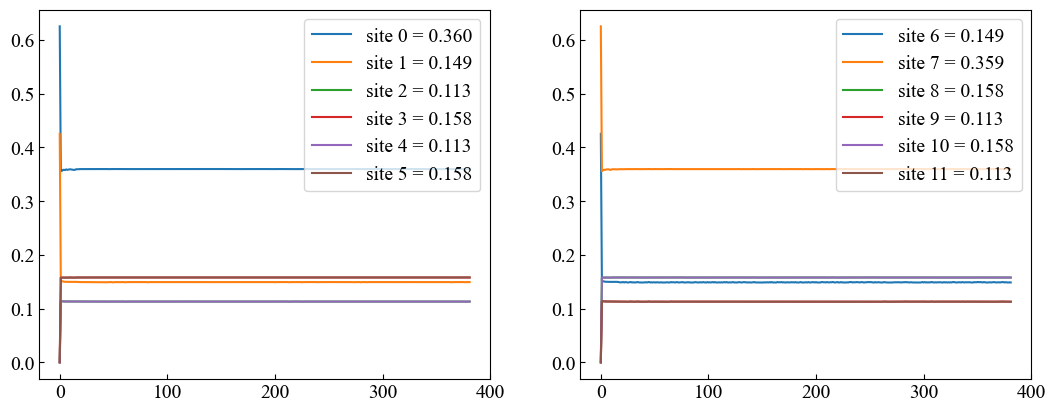 0.6
0.5
0.4
0.3
0.2
0.1
0.0
0
100
200
300
400
site 0 = 0.360
site 1 = 0.149
site 2 = 0.113
site 3 = 0.158
site 4 = 0.113
site 5 = 0.158
0.6
0.5
0.4
0.3
0.2
0.1
0.0
0
100
200
300
400
site 6 = 0.149
site 7 = 0.359
site 8 = 0.158
site 9 = 0.113
site 10 = 0.158
site 11 = 0.113